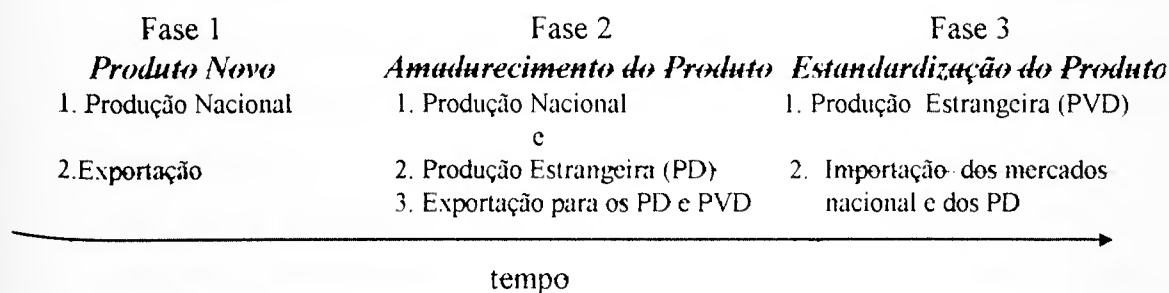 Fase 1
Produto Novo
1. Produção Nacional
2.Exportação
Fase 2
Amadurecimento do Produto
1. Produção Nacional
e
2. Produção Estrangeira (PD)
3. Exportação para os PD e PVD
Fase 3
Estandardização do Produto
1. Produção Estrangeira (PVD)
2. Importação dos mercados
nacional e dos PD
tempo